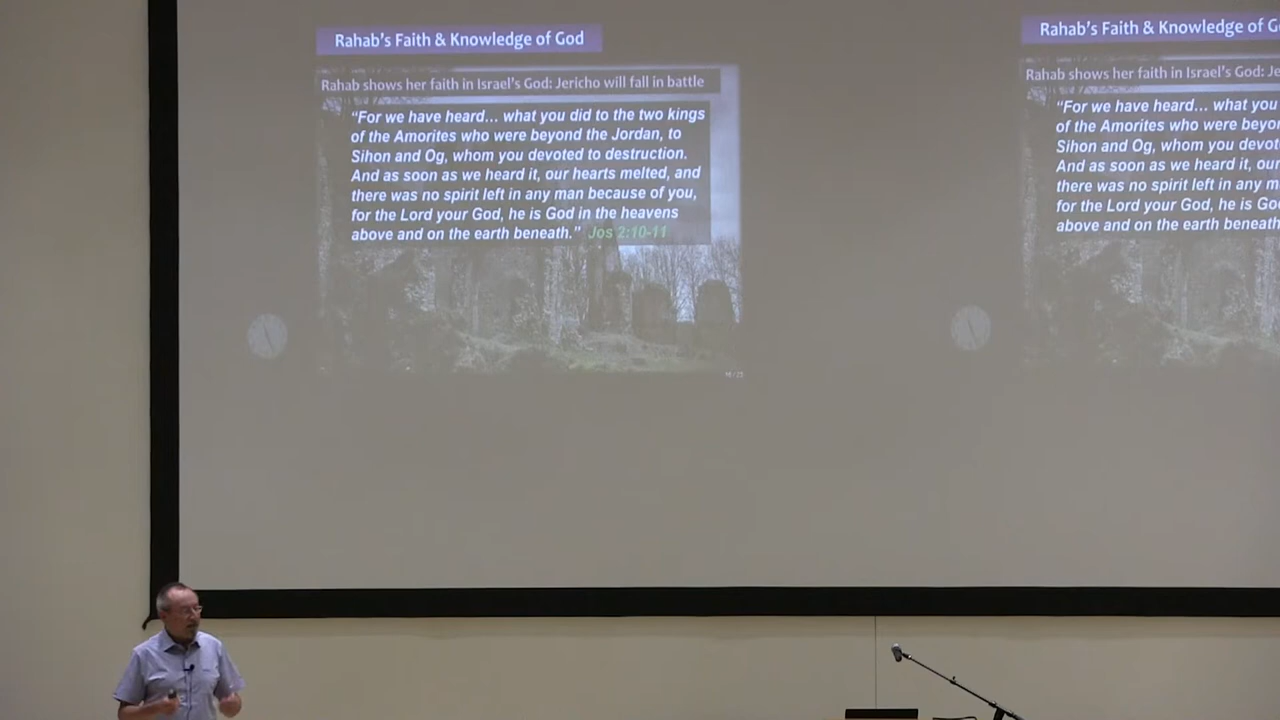 Rahab's Faith & Knowledge of God
Rahab shows her faith in Israel's God: Jericho will fall in battle
“For we have heard… what you did to the two kings
of the Amorites who were beyond the Jordan, to
Sihon and Og, whom you devoted to destruction.
And as soon as we heard it, our hearts melted, and
there was no spirit left in any man because of you,
for the Lord your God, he is God in the heavens
above and on the earth beneath.” Jos 2:10-11
Rahab's Faith & Knowledge of
Rahab shows her faith in Israel's God:
“For we have heard… what you
of the Amorites who were
Sihon and Og, whom you
And as soon as we heard it, our
there was no spirit left in any
for the Lord your God, he is
above and on the earth beneath